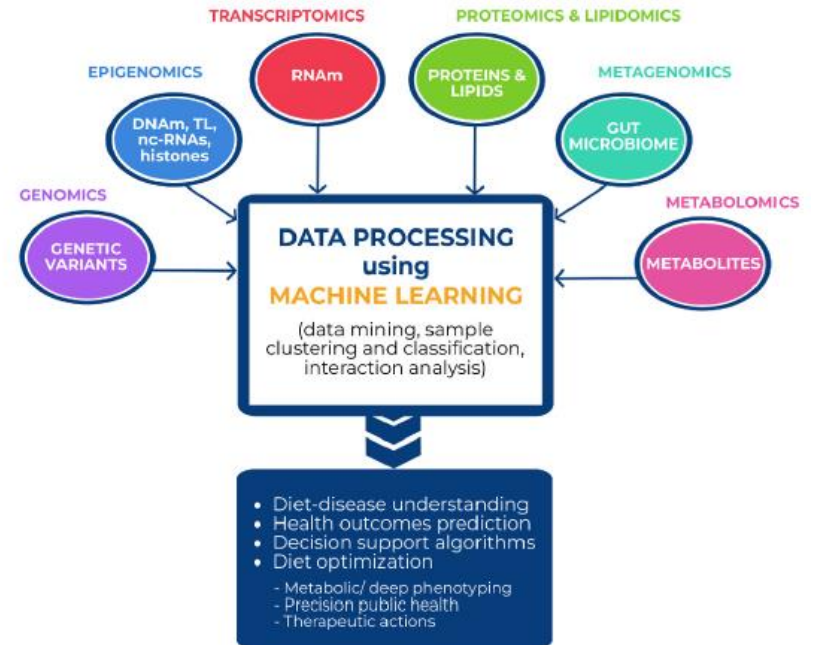 TRANSCRIPTOMICS
PROTEOMICS & LIPIDOMICS
EPIGENOMICS
RNAm
PROTEINS &
LIPIDS
METAGENOMICS
DNAm, TL,
nc-RNAs,
histones
GUT
MICROBIOME
GENOMICS
METABOLOMICS
GENETIC
VARIANTS
METABOLITES
DATA PROCESSING
using
MACHINE LEARNING
(data mining, sample
clustering and classification,
interaction analysis)
• Diet-disease understanding
• Health outcomes prediction
• Decision support algorithms
• Diet optimization
- Metabolic/ deep phenotyping
- Precision public health
- Therapeutic actions